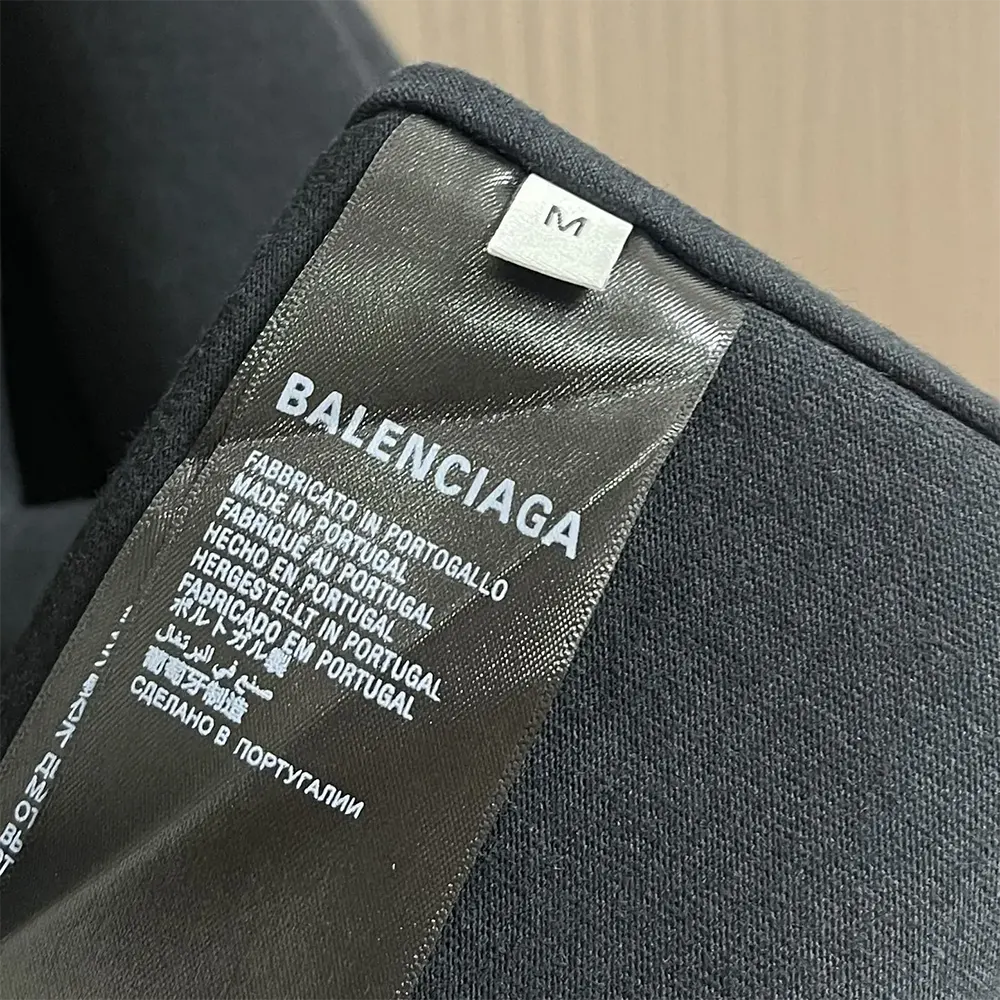 M
BALENCIAGA
FABBRICATO IN PORTOGALLO
MADE IN PORTUGAL
FABRIQUE AU PORTUGAL
HECHO EN PORTUGAL
HERGESTELLT IN PORTUGAL
FABRICADO EM PORTUGAL
ポルトガル製
صنع في البرتغال
葡萄牙制造
СДЕЛАНО В ПОРТУГАЛИИ